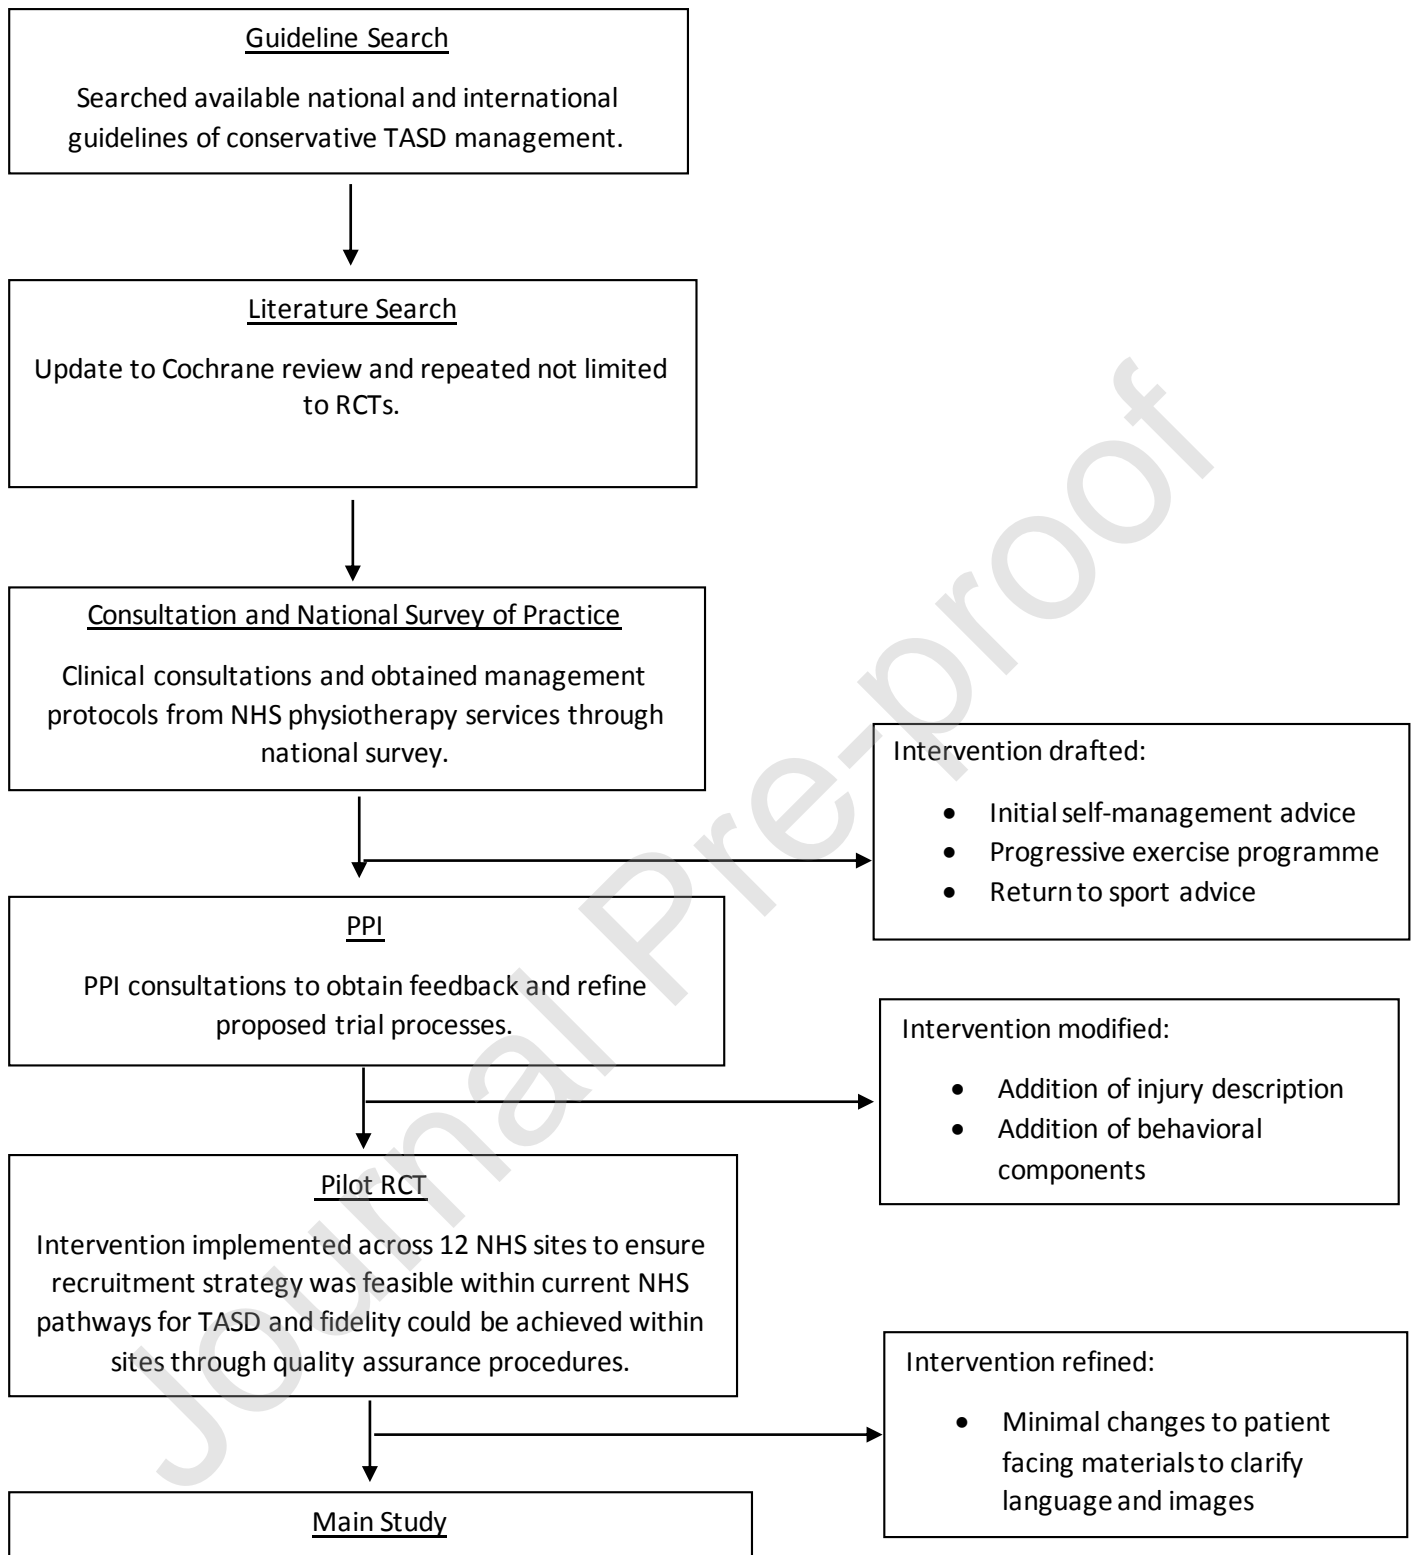 Guideline Search
Searched available national and international
guidelines of conservative TASD management.
Literature Search
Update to Cochrane review and repeated not limited
to RCTs.
Consultation and National Survey of Practice
Clinical consultations and obtained management
protocols from NHS physiotherapy services through
national survey.
Intervention drafted:
• Initial self-management advice
• Progressive exercise programme
• Return to sport advice
PPI
PPI consultations to obtain feedback and refine
proposed trial processes.
Intervention modified:
• Addition of injury description
• Addition of behavioral
components
Pilot RCT
Intervention implemented across 12 NHS sites to ensure
recruitment strategy was feasible within current NHS
pathways for TASD and fidelity could be achieved within
sites through quality assurance procedures.
Intervention refined:
• Minimal changes to patient
facing materials to clarify
language and images
Main Study
Journal Pre-proof